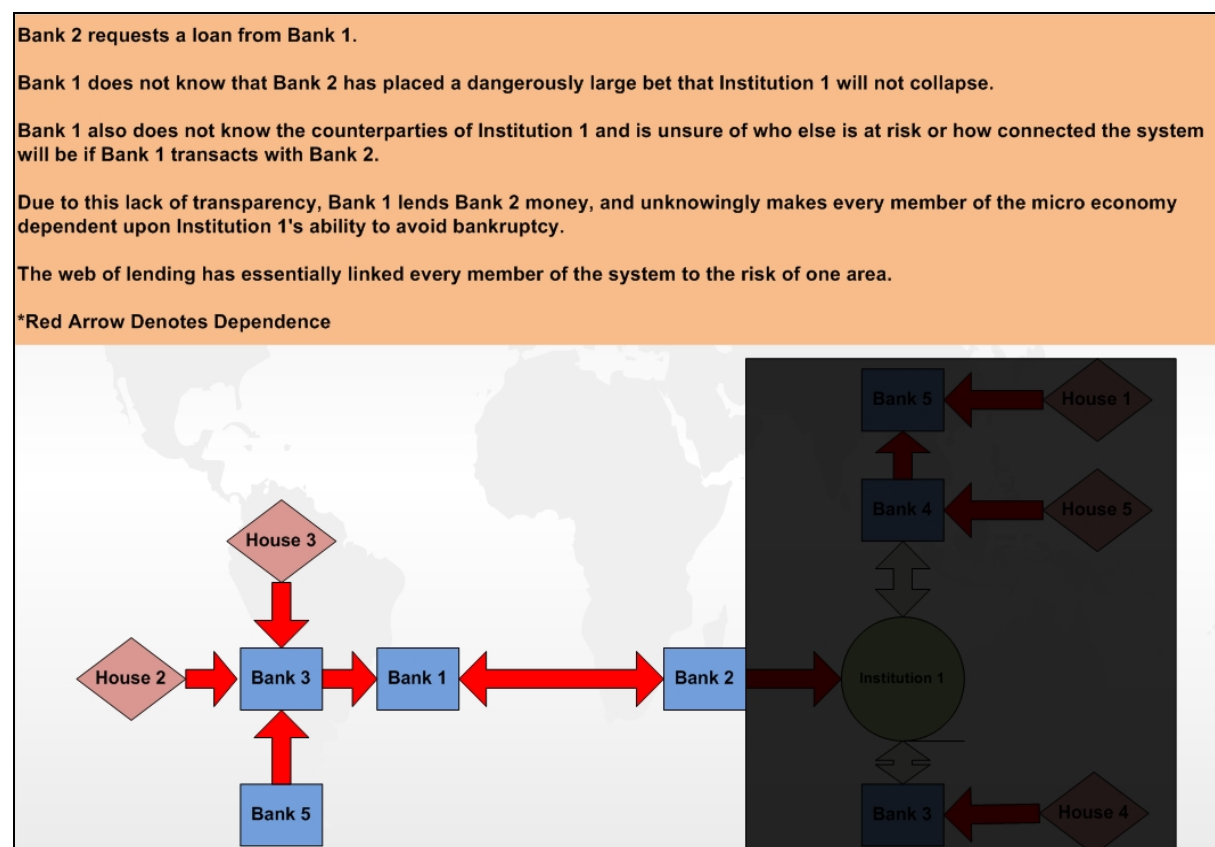 Bank 2 requests a loan from Bank 1.
Bank 1 does not know that Bank 2 has placed a dangerously large bet that Institution 1 will not collapse.
Bank 1 also does not know the counterparties of Institution 1 and is unsure of who else is at risk or how connected the system
will be if Bank 1 transacts with Bank 2.
Due to this lack of transparency, Bank 1 lends Bank 2 money, and unknowingly makes every member of the micro economy
dependent upon Institution 1's ability to avoid bankruptcy.
The web of lending has essentially linked every member of the system to the risk of one area.
*Red Arrow Denotes Dependence
Bank 5
House 1
Bank 4
House 5
House 3
House 2
Bank 3
Bank 1
Bank 2
Institution 1
Bank 5
Bank 3
House 4